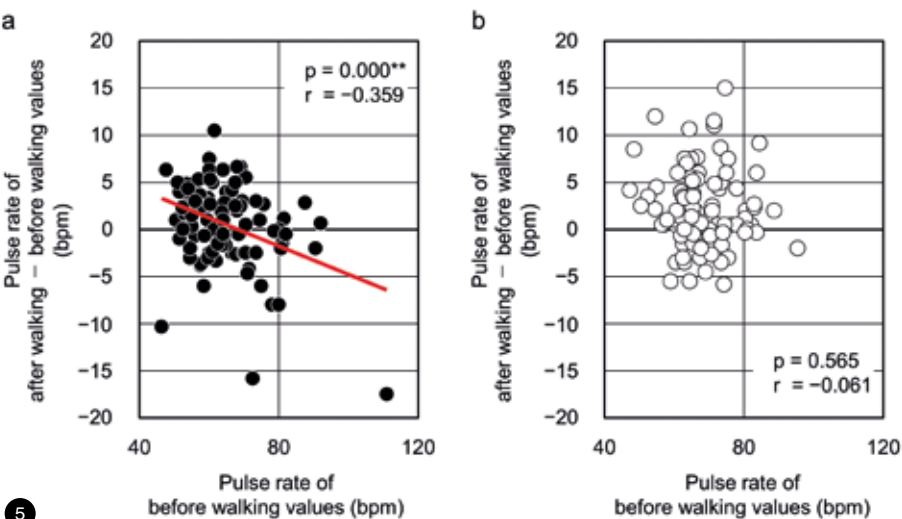 a
Pulse rate of
after walking – before walking values
(bpm)
20
15
10
5
0
−5
−10
−15
−20
p = 0.000**
r = −0.359
40
80
120
Pulse rate of
before walking values (bpm)
b
Pulse rate of
after walking – before walking values
(bpm)
20
15
10
5
0
−5
−10
−15
−20
p = 0.565
r = −0.061
40
80
120
Pulse rate of
before walking values (bpm)
5